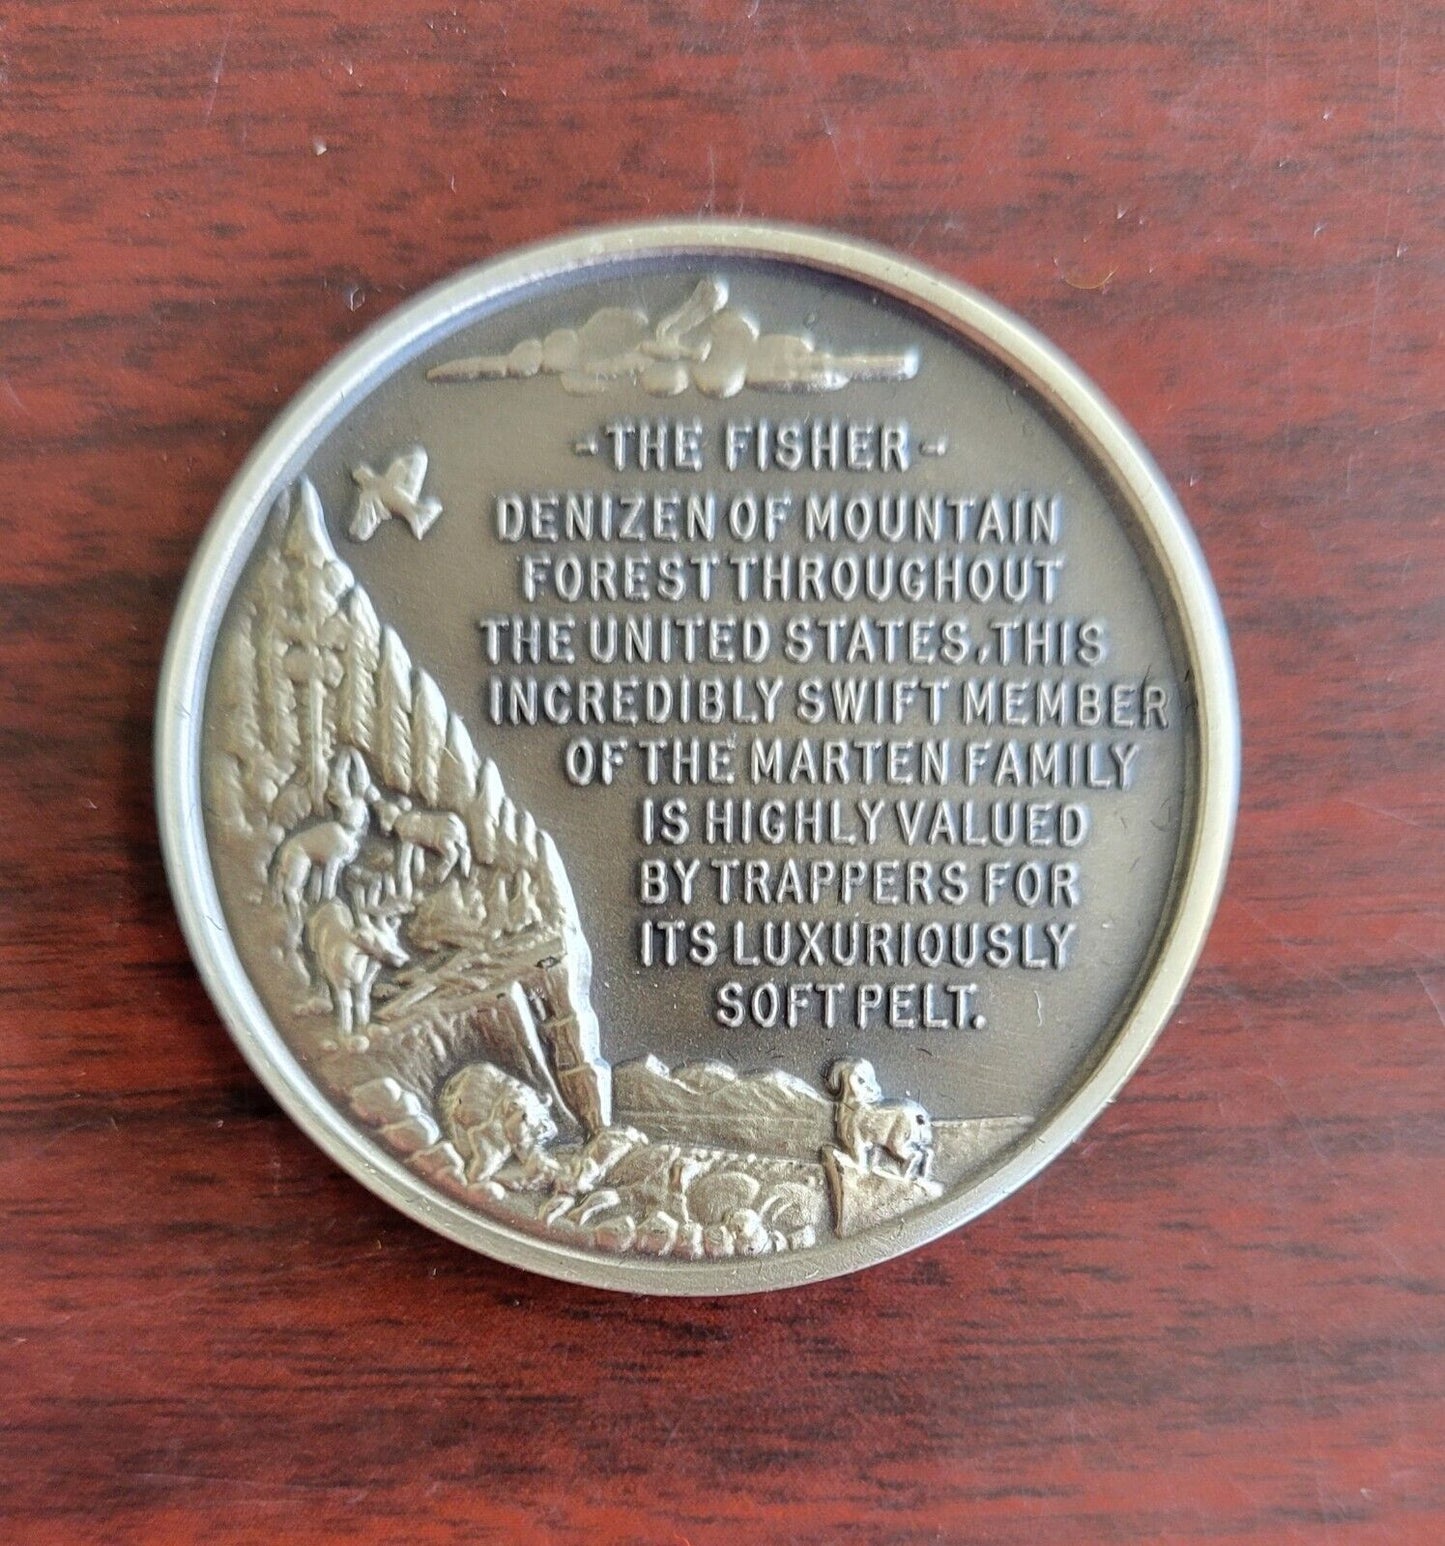 -THE FISHER-
DENIZEN OF MOUNTAIN
FOREST THROUGHOUT
THE UNITED STATES, THIS
INCREDIBLY SWIFT MEMBER
OF THE MARTEN FAMILY
IS HIGHLY VALUED
BY TRAPPERS FOR
ITS LUXURIOUSLY
SOFT PELT.